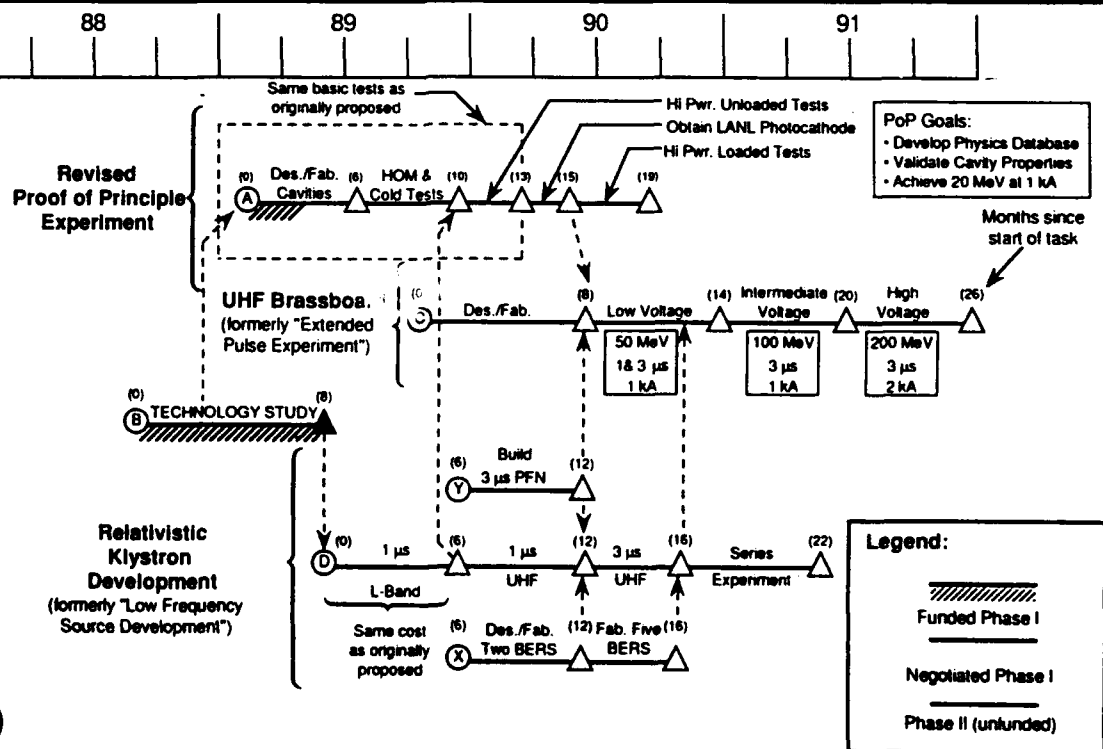 88 89 90 91
Same basic tests as
originally proposed
Hi Pwr. Unloaded Tests
Obtain LANL Photocathode
Hi Pwr. Loaded Tests
PoP Goals:
• Develop Physics Database
• Validate Cavity Properties
• Achieve 20 MeV at 1 kA
Revised
Proof of Principle
Experiment
(0) Des./Fab. (6) HOM & (10) (13) (15) (19)
A Cavities Cold Tests
Months since
start of task
UHF Brassboa.
(formerly "Extended
Pulse Experiment")
Des./Fab. (8) Low Voltage (14) Intermediate (20) High (26)
Voltage Voltage
50 MeV
1& 3 µs
1 kA
100 MeV
3 µs
1 kA
200 MeV
3 µs
2 kA
(0) TECHNOLOGY STUDY (8)
B
(6) Build (12)
Y 3 µs PFN
Relativistic
Klystron
Development
(formerly "Low Frequency
Source Development")
(0) 1 µs (6) 1 µs (12) 3 µs (16) Series (22)
D UHF UHF Experiment
L-Band
Same cost
as originally
proposed
(6) Des./Fab. (12) Fab. Five (16)
X Two BERS BERS
Legend:
Funded Phase I
Negotiated Phase I
Phase II (unfunded)